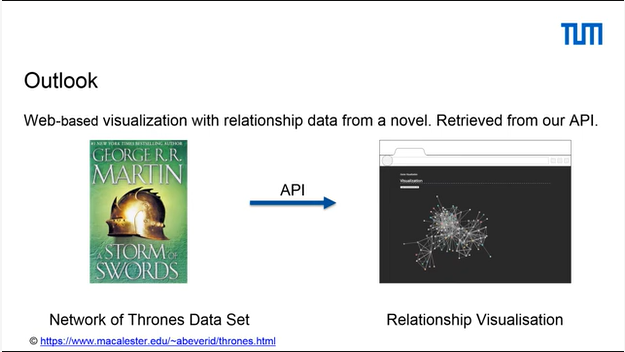 TUM
Outlook
Web-based visualization with relationship data from a novel. Retrieved from our API.
#1 NEW YORK TIMES BESTSELLING AUTHOR
GEORGE R.R.
MARTIN
A STORM OF
SWORDS
API
Visualization
Network of Thrones Data Set
Relationship Visualisation
© https://www.macalester.edu/~abeverid/thrones.html